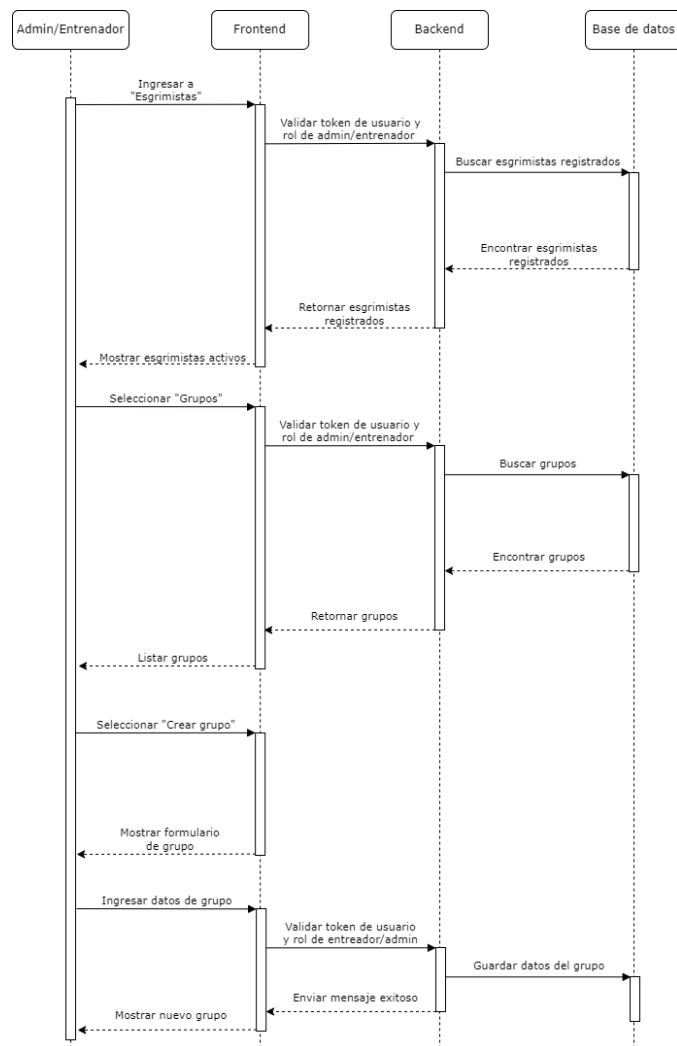 Admin/Entrenador
Frontend
Backend
Base de datos
Ingresar a
"Esgrimistas"
Validar token de usuario y
rol de admin/entrenador
Buscar esgrimistas registrados
Encontrar esgrimistas
registrados
Retornar esgrimistas
registrados
Mostrar esgrimistas activos
Seleccionar "Grupos"
Validar token de usuario y
rol de admin/entrenador
Buscar grupos
Encontrar grupos
Retornar grupos
Listar grupos
Seleccionar "Crear grupo"
Mostrar formulario
de grupo
Ingresar datos de grupo
Validar token de usuario
y rol de entreador/admin
Guardar datos del grupo
Enviar mensaje exitoso
Mostrar nuevo grupo